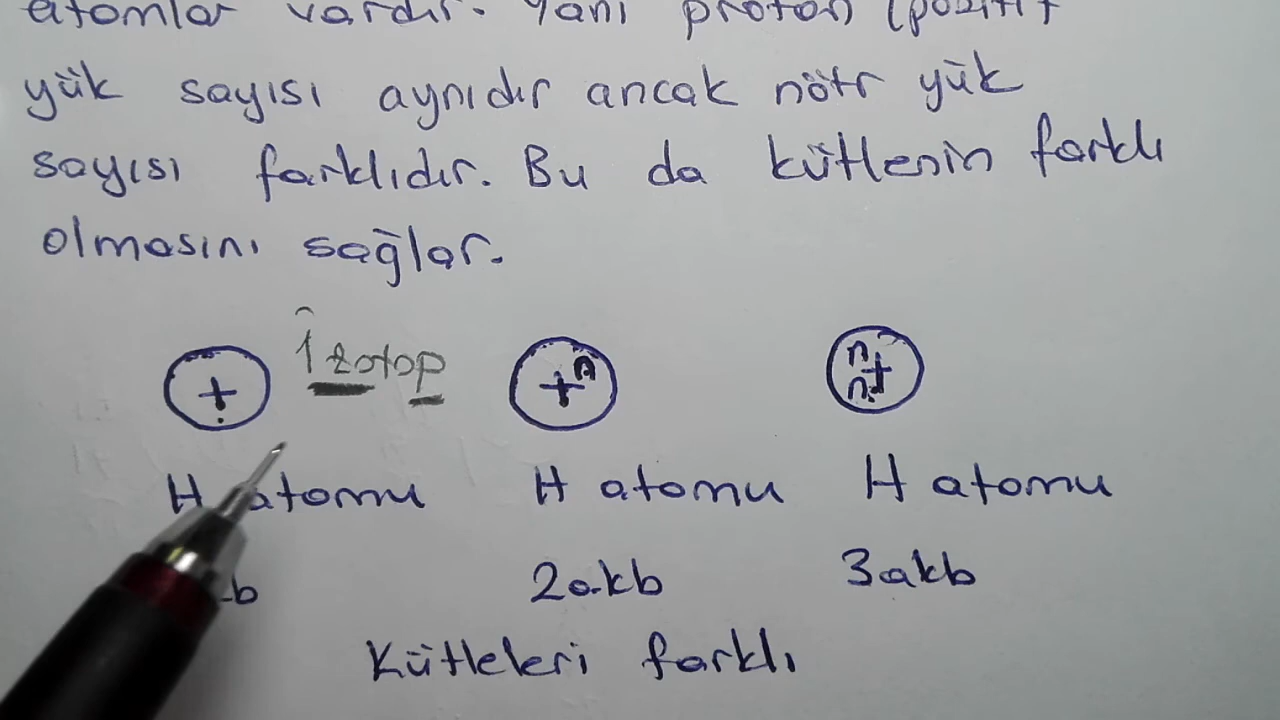 atomlar vardır. Yani proton (pozitif
yük sayısı aynıdır ancak nötr yük
sayısı farklıdır. Bu da kütlenin farklı
olmasını sağlar.
+ İzotop +n n n+
H atomu H atomu H atomu
2akb 3akb
Kütleleri farklı